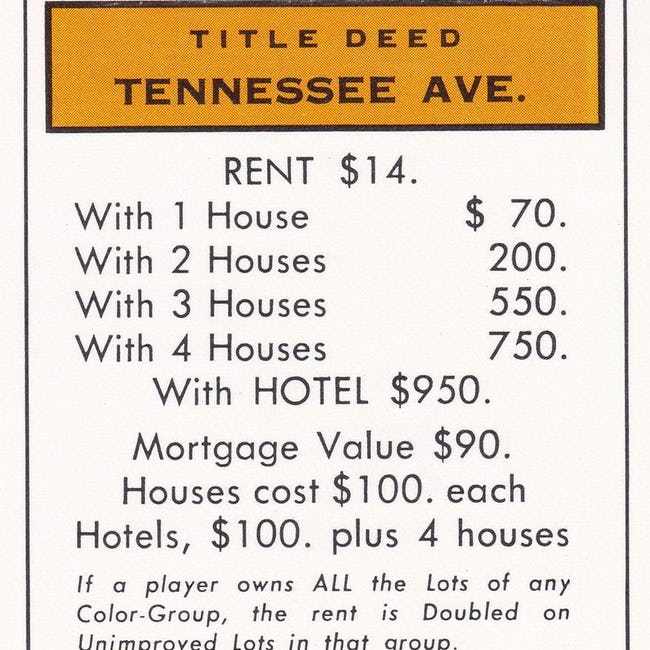 TITLE DEED
TENNESSEE AVE.
RENT $14.
With 1 House $ 70.
With 2 Houses 200.
With 3 Houses 550.
With 4 Houses 750.
With HOTEL $950.
Mortgage Value $90.
Houses cost $100. each
Hotels, $100. plus 4 houses
If a player owns ALL the Lots of any
Color-Group, the rent is Doubled on
Unimproved Lots in that group.